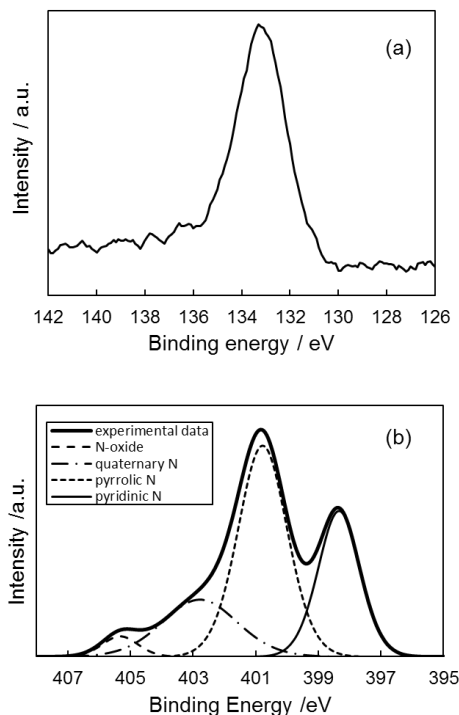 (a)
Intensity / a.u.
142 140 138 136 134 132 130 128 126
Binding energy / eV
(b)
experimental data
N-oxide
quaternary N
pyrrolic N
pyridinic N
Intensity /a.u.
407 405 403 401 399 397 395
Binding Energy /eV